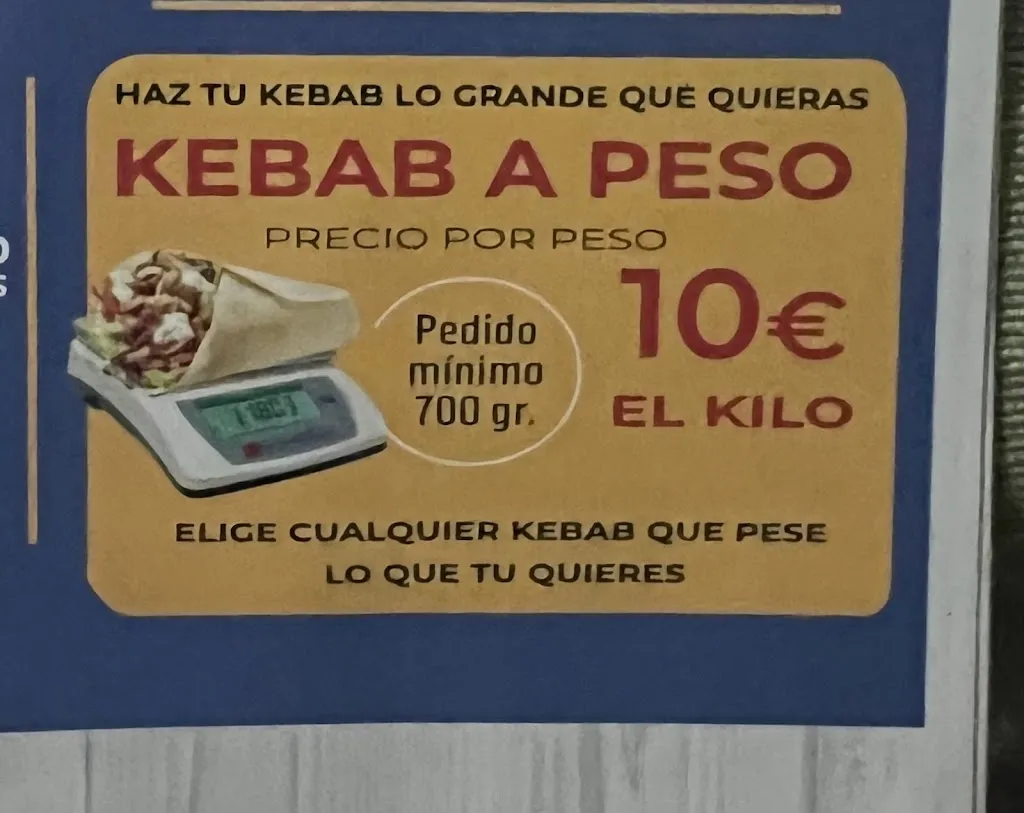 HAZ TU KEBAB LO GRANDE QUE QUIERAS
KEBAB A PESO
PRECIO POR PESO
Pedido
mínimo
700 gr.
10€
EL KILO
ELIGE CUALQUIER KEBAB QUE PESE
LO QUE TU QUIERES